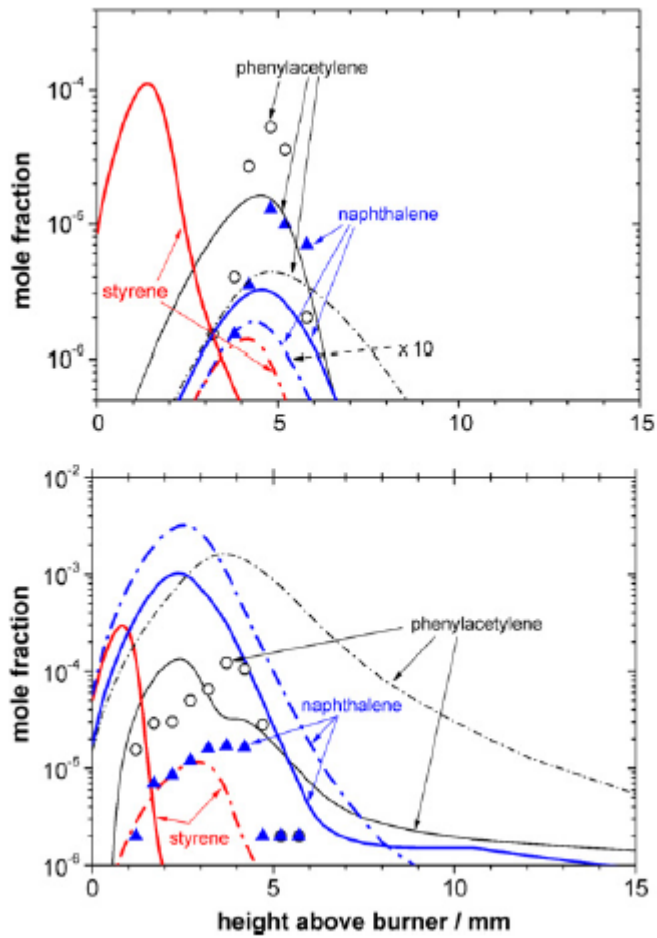 phenylacetylene
10⁻⁴
naphthalene
10⁻⁵
styrene
x 10
10⁻⁶
mole fraction
0 5 10 15
10⁻²
10⁻³
phenylacetylene
10⁻⁴
naphthalene
10⁻⁵
styrene
10⁻⁶
mole fraction
0 5 10 15
height above burner / mm